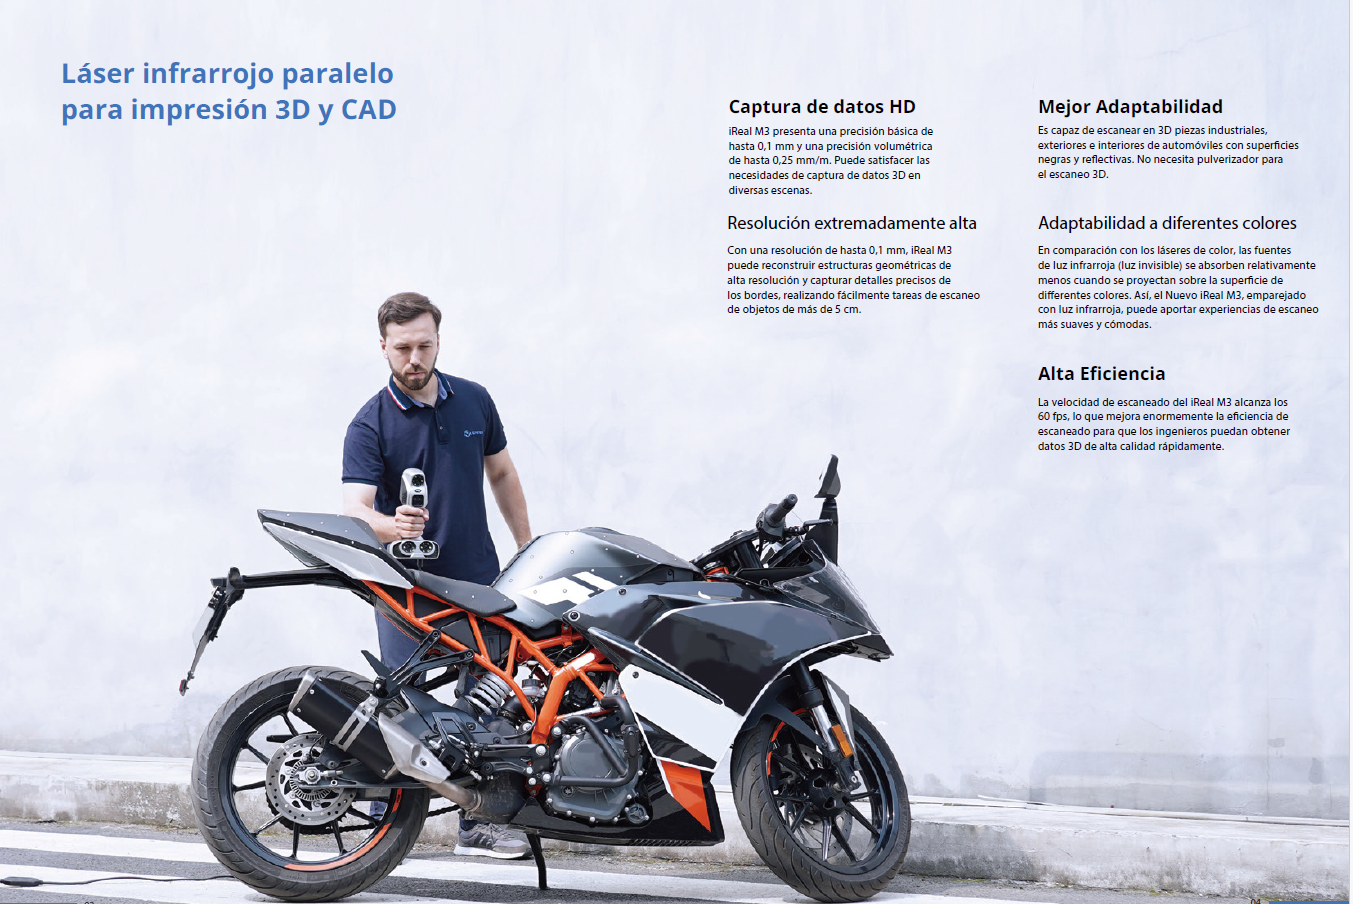 Láser infrarrojo paralelo
para impresión 3D y CAD
Captura de datos HD
iReal M3 presenta una precisión básica de
hasta 0,1 mm y una precisión volumétrica
de hasta 0,25 mm/m. Puede satisfacer las
necesidades de captura de datos 3D en
diversas escenas.
Resolución extremadamente alta
Con una resolución de hasta 0,1 mm, iReal M3
puede reconstruir estructuras geométricas de
alta resolución y capturar detalles precisos de
los bordes, realizando fácilmente tareas de escaneo
de objetos de más de 5 cm.
Mejor Adaptabilidad
Es capaz de escanear en 3D piezas industriales,
exteriores e interiores de automóviles con superficies
negras y reflectivas. No necesita pulverizador para
el escaneo 3D.
Adaptabilidad a diferentes colores
En comparación con los láseres de color, las fuentes
de luz infrarroja (luz invisible) se absorben relativamente
menos cuando se proyectan sobre la superficie de
differentes colores. Así, el Nuevo iReal M3, emparejado
con luz infrarroja, puede aportar experiencias de escaneo
más suaves y cómodas.
Alta Eficiencia
La velocidad de escaneado del iReal M3 alcanza los
60 fps, lo que mejora enormemente la eficiencia de
escaneado para que los ingenieros puedan obtener
datos 3D de alta calidad rápidamente.